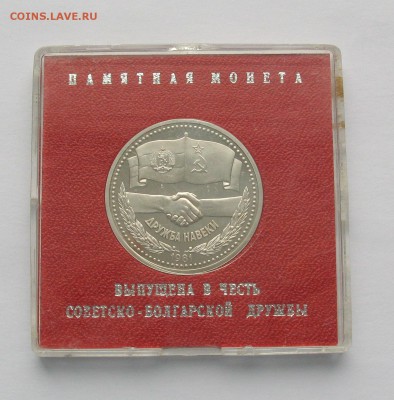 COINS.LAVE.RU
ПАМЯТНАЯ МОНЕТА
ДРУЖБА НАВЕКИ
1981
ВЫПУЩЕНА В ЧЕСТЬ
СОВЕТСКО-БОЛГАРСКОЙ ДРУЖБЫ